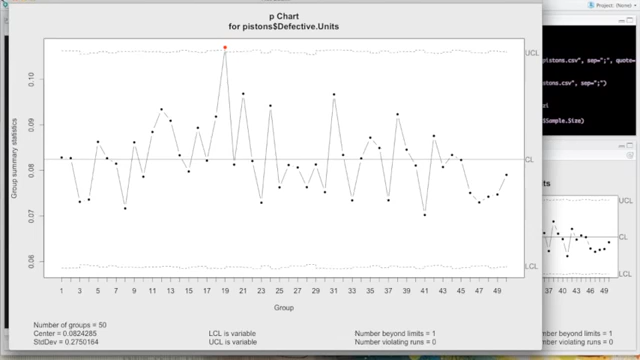 Project: (None)
p Chart
for pistons$Defective.Units
pistons.csv", sep=";", quote=
stons.csv", sep=";")
$Sample.Size)
Group summary statistics
0.10
0.09
0.08
0.07
0.06
UCL
CL
LCL
1 3 5 7 9 11 13 15 17 19 21 23 25 27 29 31 33 35 37 39 41 43 45 47 49
Group
Number of groups = 50
Center = 0.0824285
StdDev = 0.2750164
LCL is variable
UCL is variable
Number beyond limits = 1
Number violating runs = 0
its
UCL
CL
LCL
37 40 43 46 49
Number beyond limits = 1
Number violating runs = 0